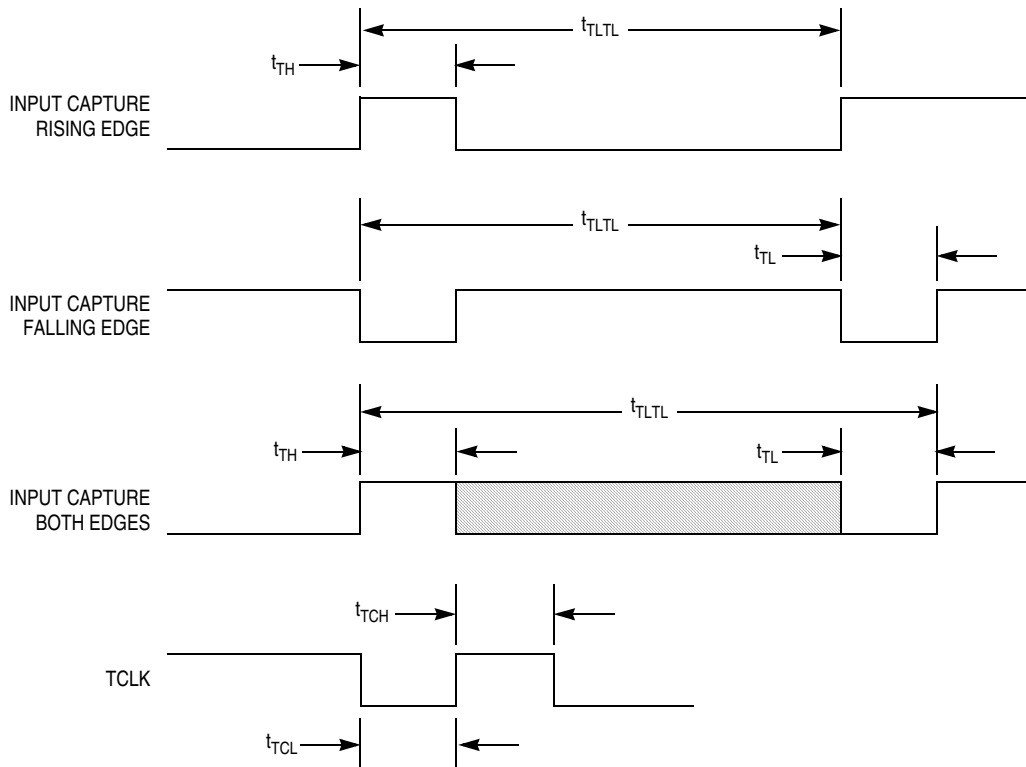 tTLTL
tTH
INPUT CAPTURE
RISING EDGE
tTLTL
tTL
INPUT CAPTURE
FALLING EDGE
tTLTL
tTH
tTL
INPUT CAPTURE
BOTH EDGES
tTCH
TCLK
tTCL